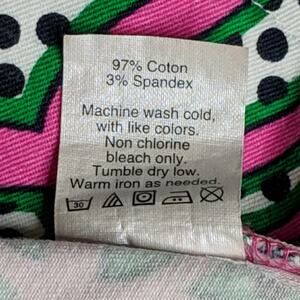 97% Coton
3% Spandex
Machine wash cold,
with like colors.
Non chlorine
bleach only.
Tumble dry low.
Warm iron as needed.
30